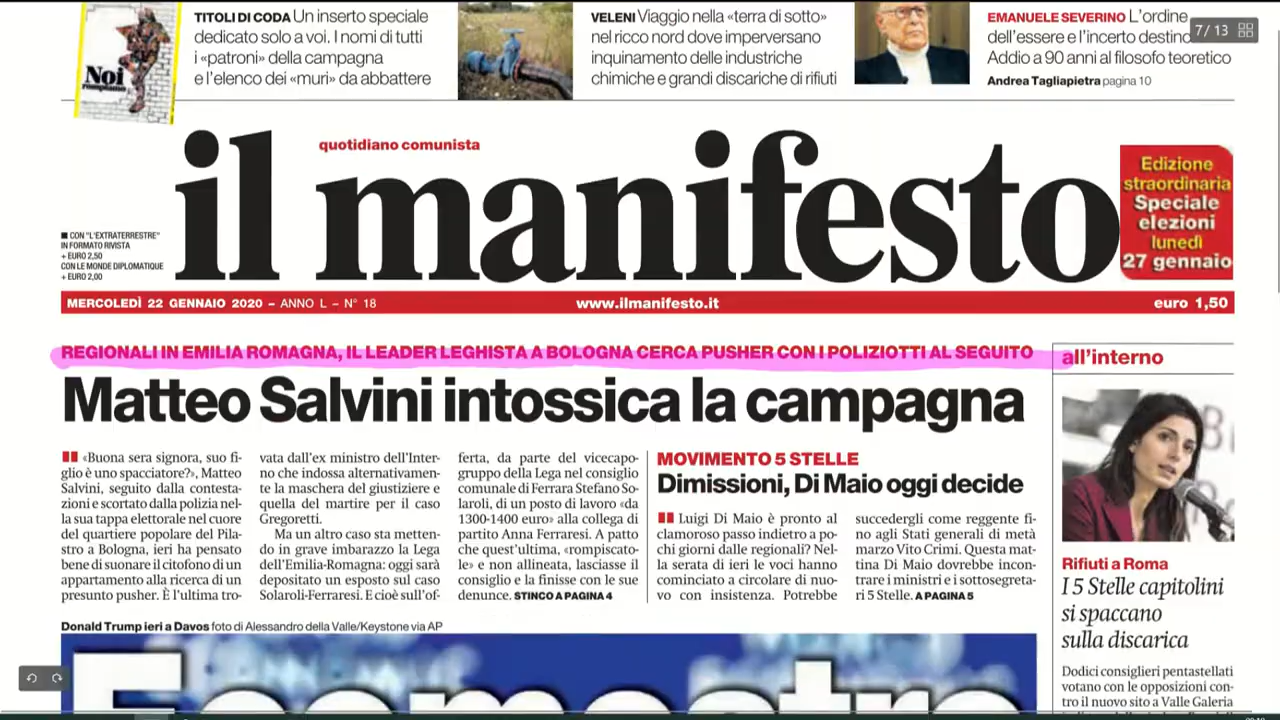 TITOLI DI CODA Un inserto speciale
dedicato solo a voi. I nomi di tutti
i «patroni» della campagna
e l'elenco dei «muri» da abbattere
Noi
rompiamo
VELENI Viaggio nella «terra di sotto»
nel ricco nord dove imperversano
inquinamento delle industriche
chimiche e grandi discariche di rifiuti
EMANUELE SEVERINO L'ordine
dell'essere e l'incerto destino
Addio a 90 anni al filosofo teoretico
Andrea Tagliapietra pagina 10
7/ 13
quotidiano comunista
il manifesto
■ CON "L'EXTRATERRESTRE"
IN FORMATO RIVISTA
+ EURO 2,50
CON LE MONDE DIPLOMATIQUE
+ EURO 2,00
Edizione
straordinaria
Speciale
elezioni
lunedì
27 gennaio
MERCOLEDÌ 22 GENNAIO 2020 – ANNO L – N° 18
www.ilmanifesto.it
euro 1,50
REGIONALI IN EMILIA ROMAGNA, IL LEADER LEGHISTA A BOLOGNA CERCA PUSHER CON I POLIZIOTTI AL SEGUITO
Matteo Salvini intossica la campagna
«Buona sera signora, suo fi-
glio è uno spacciatore?», Matteo
Salvini, seguito dalla contesta-
zioni e scortato dalla polizia nel-
la sua tappa elettorale nel cuore
del quartiere popolare del Pila-
stro a Bologna, ieri ha pensato
bene di suonare il citofono di un
appartamento alla ricerca di un
presunto pusher. È l'ultima tro-
vata dall'ex ministro dell'Inter-
no che indossa alternativamen-
te la maschera del giustiziere e
quella del martire per il caso
Gregoretti.
Ma un altro caso sta metten-
do in grave imbarazzo la Lega
dell'Emilia-Romagna: oggi sarà
depositato un esposto sul caso
Solaroli-Ferraresi. E cioè sull'of-
ferta, da parte del vicecapo-
gruppo della Lega nel consiglio
comunale di Ferrara Stefano So-
laroli, di un posto di lavoro «da
1300-1400 euro» alla collega di
partito Anna Ferraresi. A patto
che quest'ultima, «rompiscato-
le» e non allineata, lasciasse il
consiglio e la finisse con le sue
denunce. STINCO A PAGINA 4
MOVIMENTO 5 STELLE
Dimissioni, Di Maio oggi decide
Luigi Di Maio è pronto al
clamoroso passo indietro a po-
chi giorni dalle regionali? Nel-
la serata di ieri le voci hanno
cominciato a circolare di nuo-
vo con insistenza. Potrebbe
succedergli come reggente fi-
no agli Stati generali di metà
marzo Vito Crimi. Questa mat-
tina Di Maio dovrebbe incon-
trare i ministri e i sottosegreta-
ri 5 Stelle. A PAGINA 5
all'interno
Rifiuti a Roma
I 5 Stelle capitolini
si spaccano
sulla discarica
Dodici consiglieri pentastellati
votano con le opposizioni con-
tro il nuovo sito a Valle Galeria
Donald Trump ieri a Davos foto di Alessandro della Valle/Keystone via AP